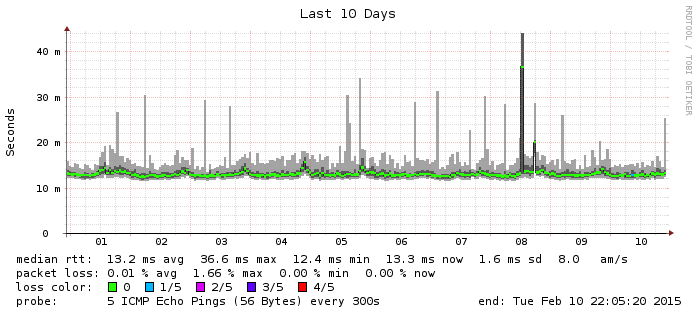 Last 10 Days
RRDTOOL / TOBI OETIKER
Seconds
40 m
30 m
20 m
10 m
0
01 02 03 04 05 06 07 08 09 10
median rtt: 13.2 ms avg 36.6 ms max 12.4 ms min 13.3 ms now 1.6 ms sd 8.0 am/s
packet loss: 0.01 % avg 1.66 % max 0.00 % min 0.00 % now
loss color: 0 1/5 2/5 3/5 4/5
probe: 5 ICMP Echo Pings (56 Bytes) every 300s end: Tue Feb 10 22:05:20 2015